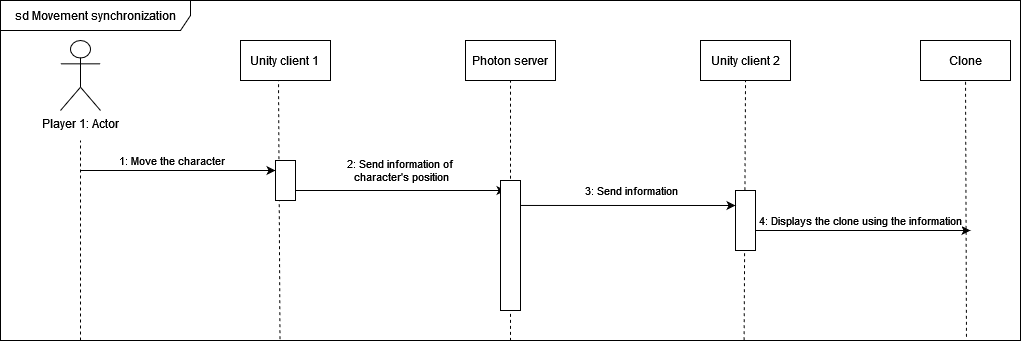 sd Movement synchronization
Unity client 1
Photon server
Unity client 2
Clone
Player 1: Actor
1: Move the character
2: Send information of
character's position
3: Send information
4: Displays the clone using the information